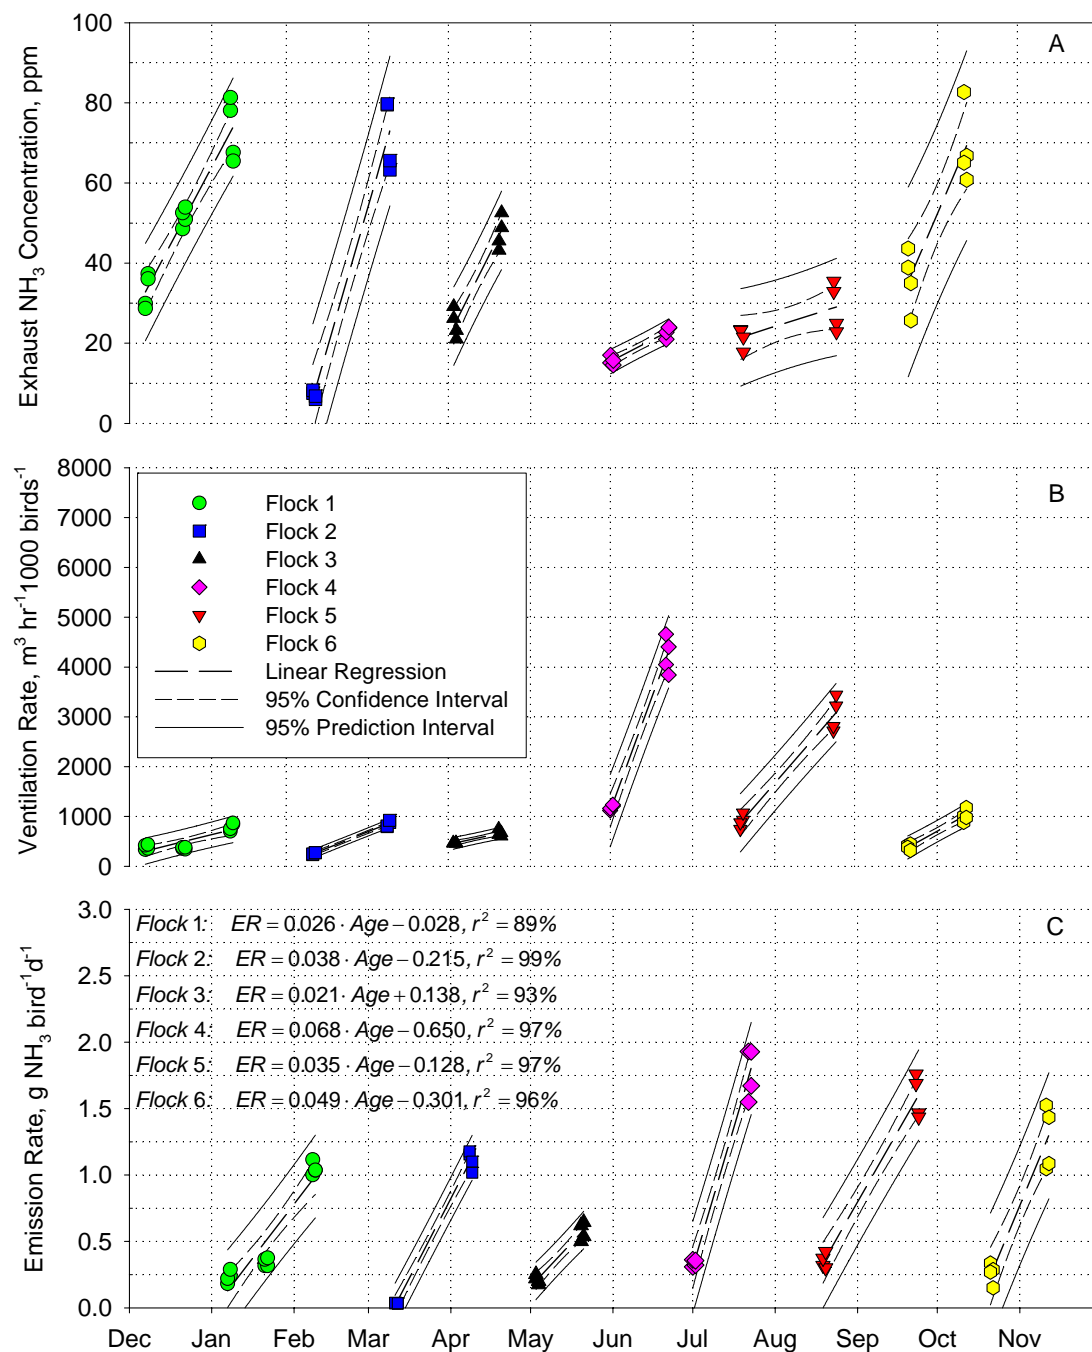 A
Exhaust NH₃ Concentration, ppm
100
80
60
40
20
0
B
Ventilation Rate, m³ hr⁻¹1000 birds⁻¹
8000
7000
6000
5000
4000
3000
2000
1000
0
Flock 1
Flock 2
Flock 3
Flock 4
Flock 5
Flock 6
Linear Regression
95% Confidence Interval
95% Prediction Interval
C
Emission Rate, g NH₃ bird⁻¹d⁻¹
3.0
2.5
2.0
1.5
1.0
0.5
0.0
Flock 1: ER = 0.026 · Age − 0.028, r² = 89%
Flock 2: ER = 0.038 · Age − 0.215, r² = 99%
Flock 3: ER = 0.021 · Age + 0.138, r² = 93%
Flock 4: ER = 0.068 · Age − 0.650, r² = 97%
Flock 5: ER = 0.035 · Age − 0.128, r² = 97%
Flock 6: ER = 0.049 · Age − 0.301, r² = 96%
Dec Jan Feb Mar Apr May Jun Jul Aug Sep Oct Nov